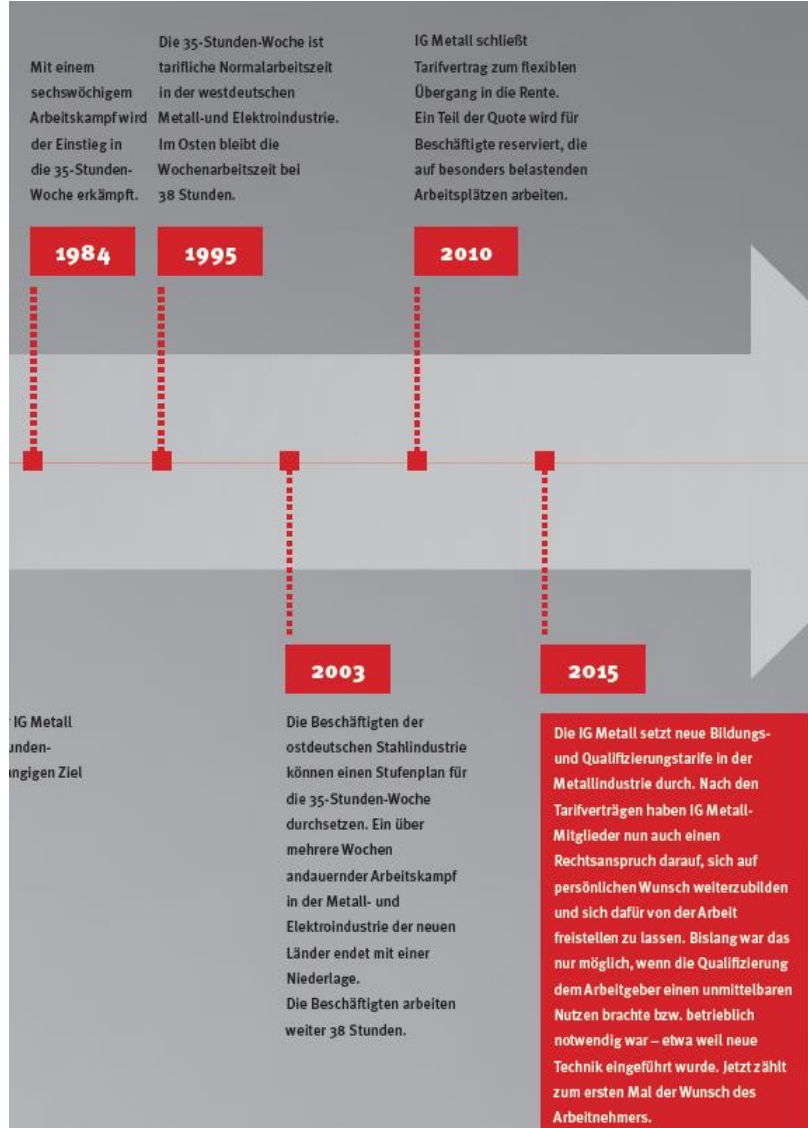 Mit einem
sechswöchigem
Arbeitskampf wird
der Einstieg in
die 35-Stunden-
Woche erkämpft.
1984
Die 35-Stunden-Woche ist
tarifliche Normalarbeitszeit
in der westdeutschen
Metall-und Elektroindustrie.
Im Osten bleibt die
Wochenarbeitszeit bei
38 Stunden.
1995
IG Metall schließt
Tarifvertrag zum flexiblen
Übergang in die Rente.
Ein Teil der Quote wird für
Beschäftigte reserviert, die
auf besonders belastenden
Arbeitsplätzen arbeiten.
2010
IG Metall
unden-
ngigen Ziel
2003
Die Beschäftigten der
ostdeutschen Stahlindustrie
können einen Stufenplan für
die 35-Stunden-Woche
durchsetzen. Ein über
mehrere Wochen
andauernder Arbeitskampf
in der Metall- und
Elektroindustrie der neuen
Länder endet mit einer
Niederlage.
Die Beschäftigten arbeiten
weiter 38 Stunden.
2015
Die IG Metall setzt neue Bildungs-
und Qualifizierungstarife in der
Metallindustrie durch. Nach den
Tarifverträgen haben IG Metall-
Mitglieder nun auch einen
Rechtsanspruch darauf, sich auf
persönlichen Wunsch weiterzubilden
und sich dafür von der Arbeit
freistellen zu lassen. Bislang war das
nur möglich, wenn die Qualifizierung
dem Arbeitgeber einen unmittelbaren
Nutzen brachte bzw. betrieblich
notwendig war – etwa weil neue
Technik eingeführt wurde. Jetzt zählt
zum ersten Mal der Wunsch des
Arbeitnehmers.